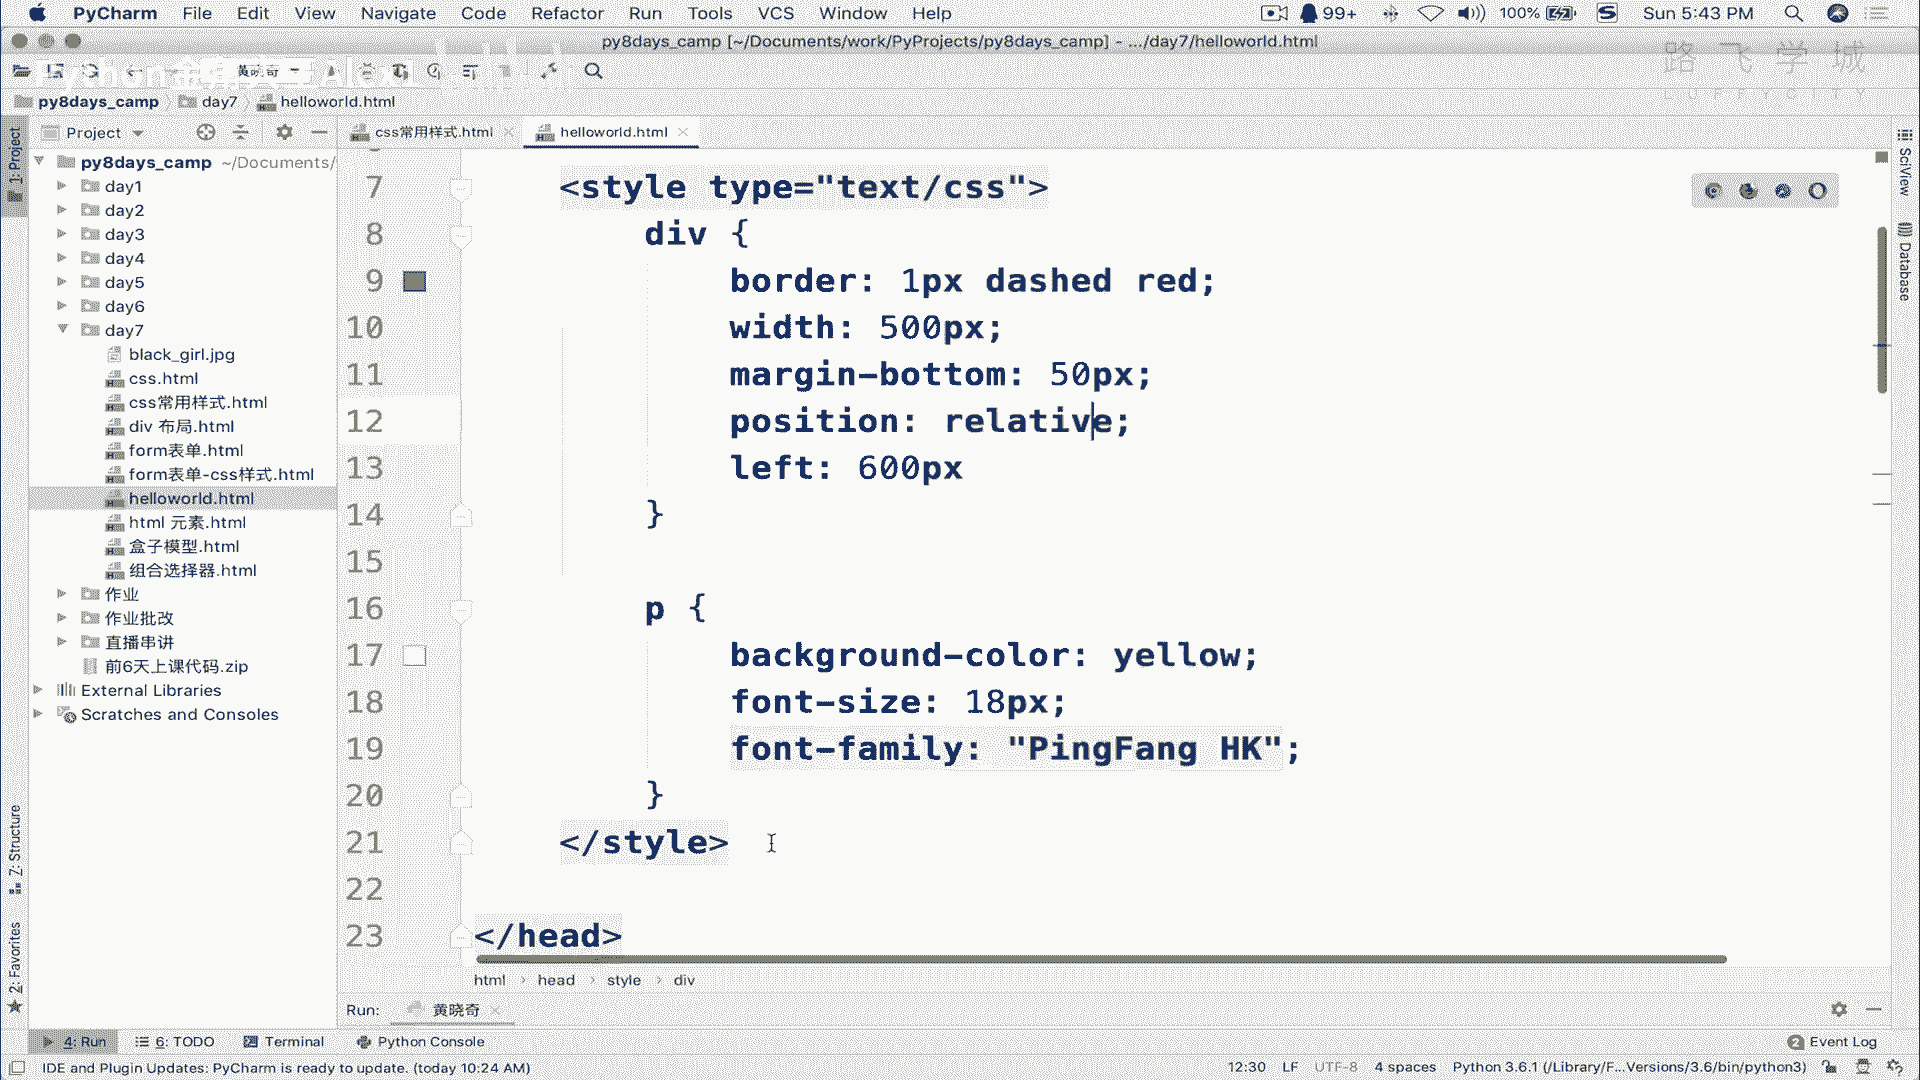 PyCharm File Edit View Navigate Code Refactor Run Tools VCS Window Help 99+ 100% Sun 5:43 PM
py8days_camp [~/Documents/work/PyProjects/py8days_camp] - .../day7/helloworld.html
路飞学城
LUFFYCITY
黄晓奇
py8days_camp day7 helloworld.html
Project
css常用样式.html
helloworld.html
1: Project
py8days_camp ~/Documents/
day1
day2
day3
day4
day5
day6
day7
black_girl.jpg
css.html
css常用样式.html
div 布局.html
form表单.html
form表单-css样式.html
helloworld.html
html 元素.html
盒子模型.html
组合选择器.html
作业
作业批改
直播串讲
前6天上课代码.zip
External Libraries
Scratches and Consoles
7: Structure
2: Favorites
7 <style type="text/css">
8 div {
9 border: 1px dashed red;
10 width: 500px;
11 margin-bottom: 50px;
12 position: relative;
13 left: 600px
14 }
15
16 p {
17 background-color: yellow;
18 font-size: 18px;
19 font-family: "PingFang HK";
20 }
21 </style>
22
23 </head>
SciView
Database
html head style div
Run: 黄晓奇
4: Run 6: TODO Terminal Python Console 2 Event Log
IDE and Plugin Updates: PyCharm is ready to update. (today 10:24 AM) 12:30 LF UTF-8 4 spaces Python 3.6.1 (/Library/F...Versions/3.6/bin/python3)